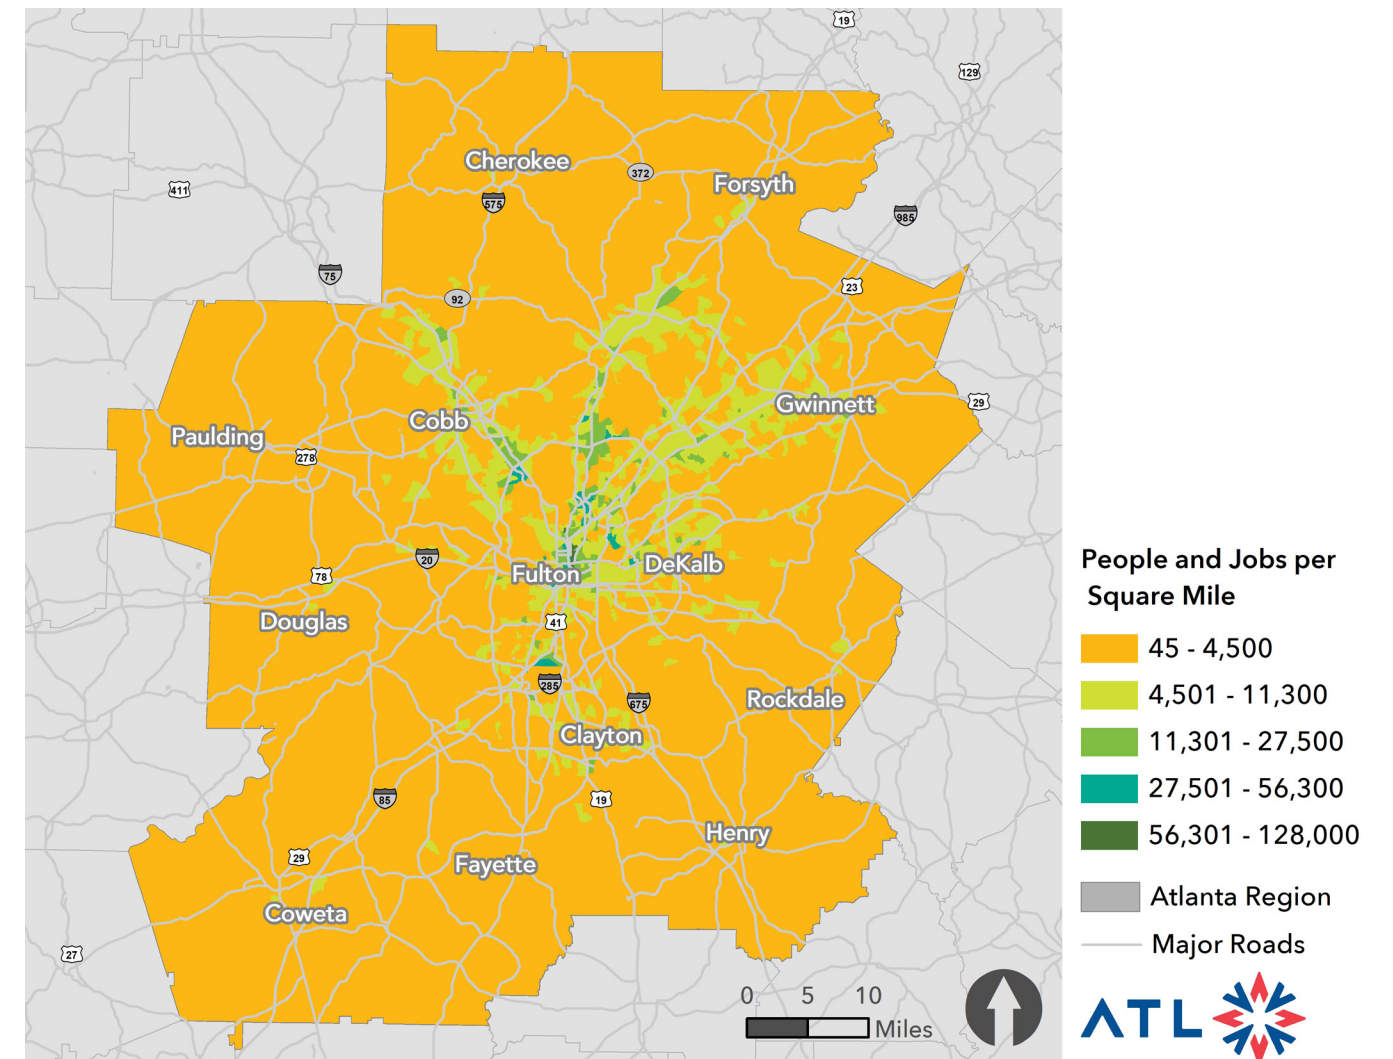 19
129
Cherokee
372
411
Forsyth
575
985
75
23
92
29
Gwinnett
Cobb
Paulding
278
20
DeKalb
78
Fulton
Douglas
41
285
675
Rockdale
Clayton
85
19
Henry
29
Fayette
Coweta
27
0 5 10
Miles
People and Jobs per
Square Mile
45 - 4,500
4,501 - 11,300
11,301 - 27,500
27,501 - 56,300
56,301 - 128,000
Atlanta Region
Major Roads
ATL